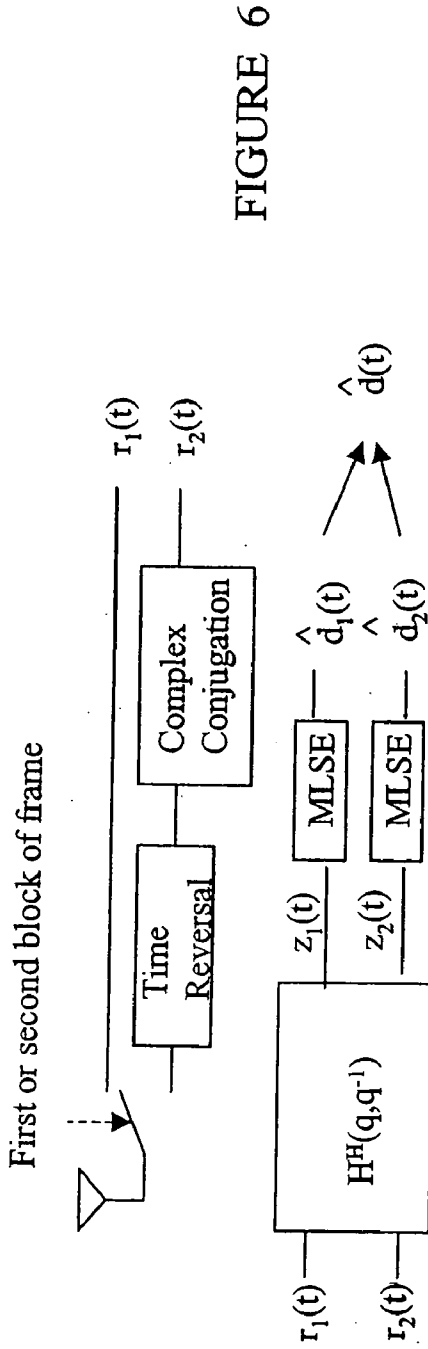 First or second block of frame
r₁(t)
Time
Reversal
Complex
Conjugation
r₂(t)
FIGURE 6
r₁(t)
r₂(t)
Hᴴ(q,q⁻¹)
z₁(t)
z₂(t)
MLSE
MLSE
d̂₁(t)
d̂₂(t)
d̂(t)